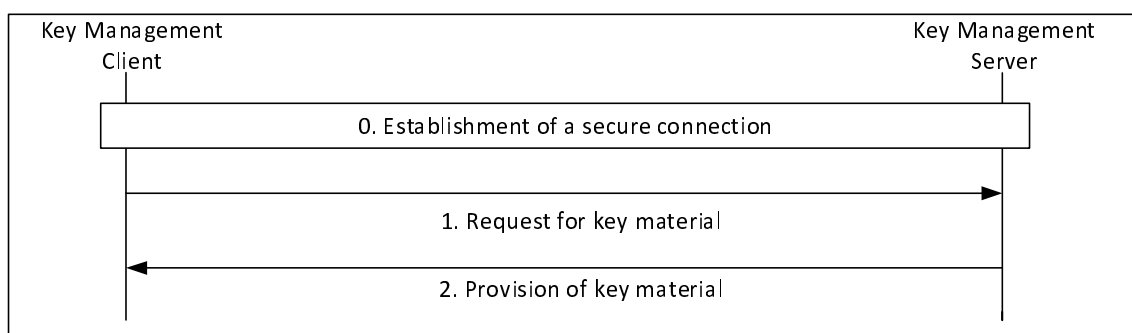 Key Management
Client
Key Management
Server
0. Establishment of a secure connection
1. Request for key material
2. Provision of key material